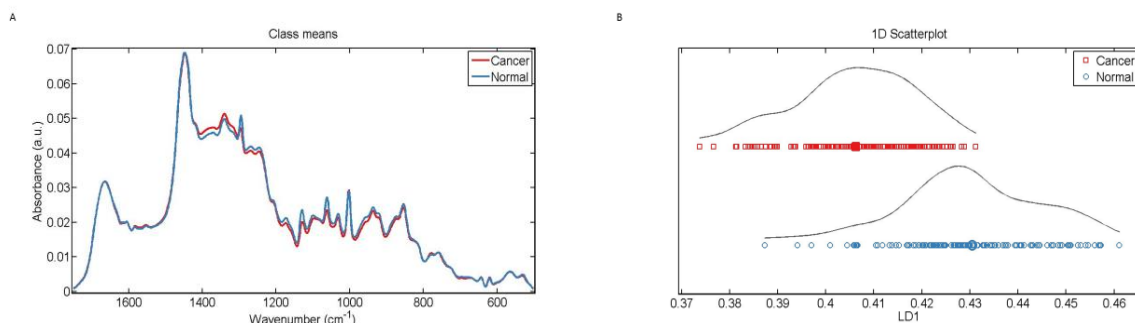 A
Class means
0.07
0.06
0.05
0.04
0.03
0.02
0.01
0
Absorbance (a.u.)
Cancer
Normal
1600 1400 1200 1000 800 600
Wavenumber (cm-1)
B
1D Scatterplot
Cancer
Normal
0.37 0.38 0.39 0.4 0.41 0.42 0.43 0.44 0.45 0.46
LD1